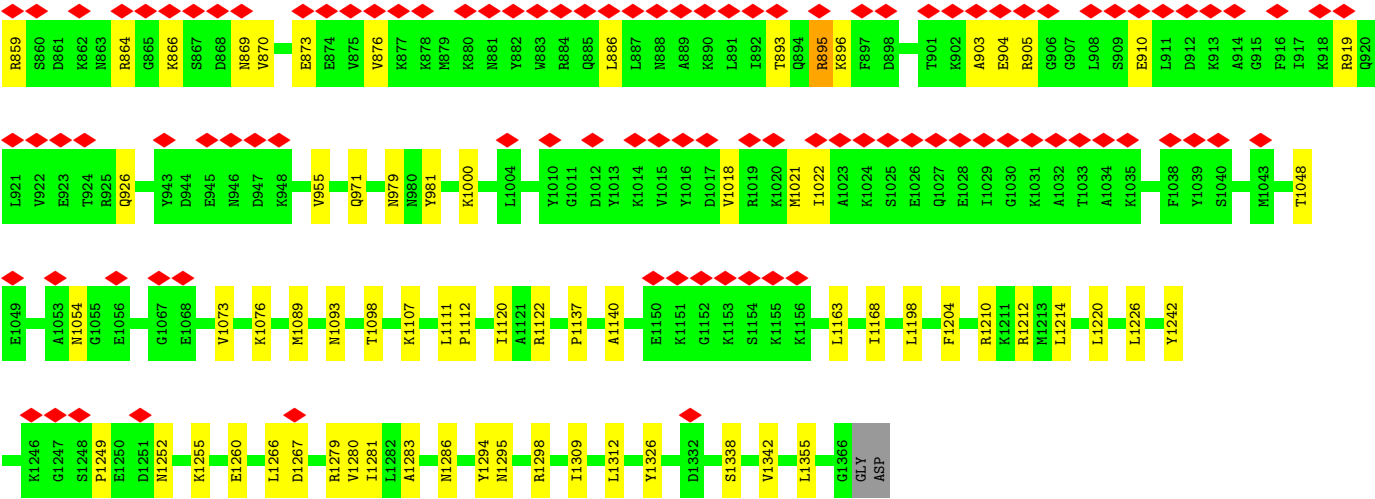 R859 S860 D861 K862 N863 R864 G865 K866 S867 D868 N869 V870 E873 E874 V875 V876 K877 K878 M879 K880 N881 Y882 W883 R884 Q885 L886 L887 N888 A889 K890 L891 I892 T893 Q894 R895 K896 F897 D898 T901 K902 A903 E904 R905 G906 G907 L908 S909 E910 L911 D912 K913 A914 G915 F916 I917 K918 R919 Q920
L921 V922 E923 T924 R925 Q926 Y943 D944 E945 N946 D947 K948 V955 Q971 N979 N980 Y981 K1000 L1004 Y1010 G1011 D1012 Y1013 K1014 V1015 Y1016 D1017 V1018 R1019 K1020 M1021 I1022 A1023 K1024 S1025 E1026 Q1027 E1028 I1029 G1030 K1031 A1032 T1033 A1034 K1035 F1038 Y1039 S1040 M1043 T1048
E1049 A1053 N1054 G1055 E1056 G1067 E1068 V1073 K1076 M1089 N1093 T1098 K1107 L1111 P1112 I1120 A1121 R1122 P1137 A1140 E1150 K1151 G1152 K1153 S1154 K1155 K1156 L1163 I1168 L1198 F1204 R1210 K1211 R1212 M1213 L1214 L1220 L1226 Y1242
K1246 G1247 S1248 P1249 E1250 D1251 N1252 K1255 E1260 L1266 D1267 R1279 V1280 I1281 L1282 A1283 N1286 Y1294 N1295 R1298 I1309 L1312 Y1326 D1332 S1338 V1342 L1355 G1366 GLY ASP